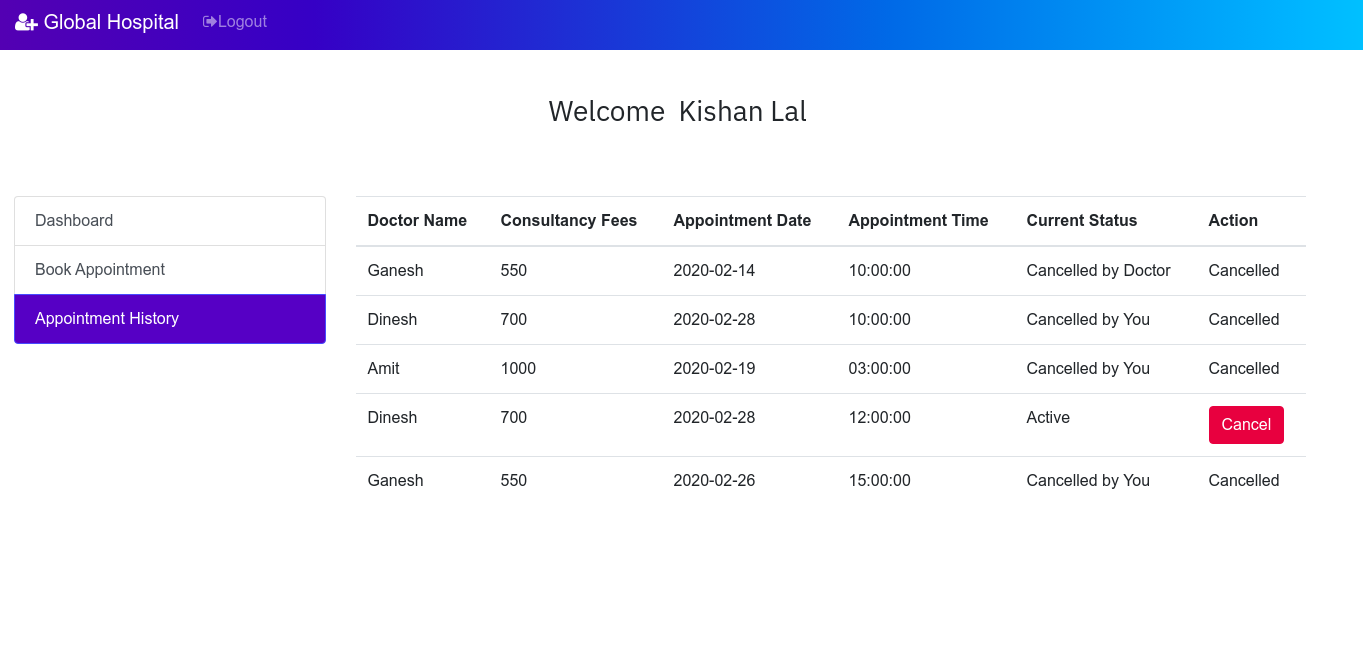 Global Hospital Logout
Welcome Kishan Lal
Dashboard
Book Appointment
Appointment History
Doctor Name Consultancy Fees Appointment Date Appointment Time Current Status Action
Ganesh 550 2020-02-14 10:00:00 Cancelled by Doctor Cancelled
Dinesh 700 2020-02-28 10:00:00 Cancelled by You Cancelled
Amit 1000 2020-02-19 03:00:00 Cancelled by You Cancelled
Dinesh 700 2020-02-28 12:00:00 Active Cancel
Ganesh 550 2020-02-26 15:00:00 Cancelled by You Cancelled